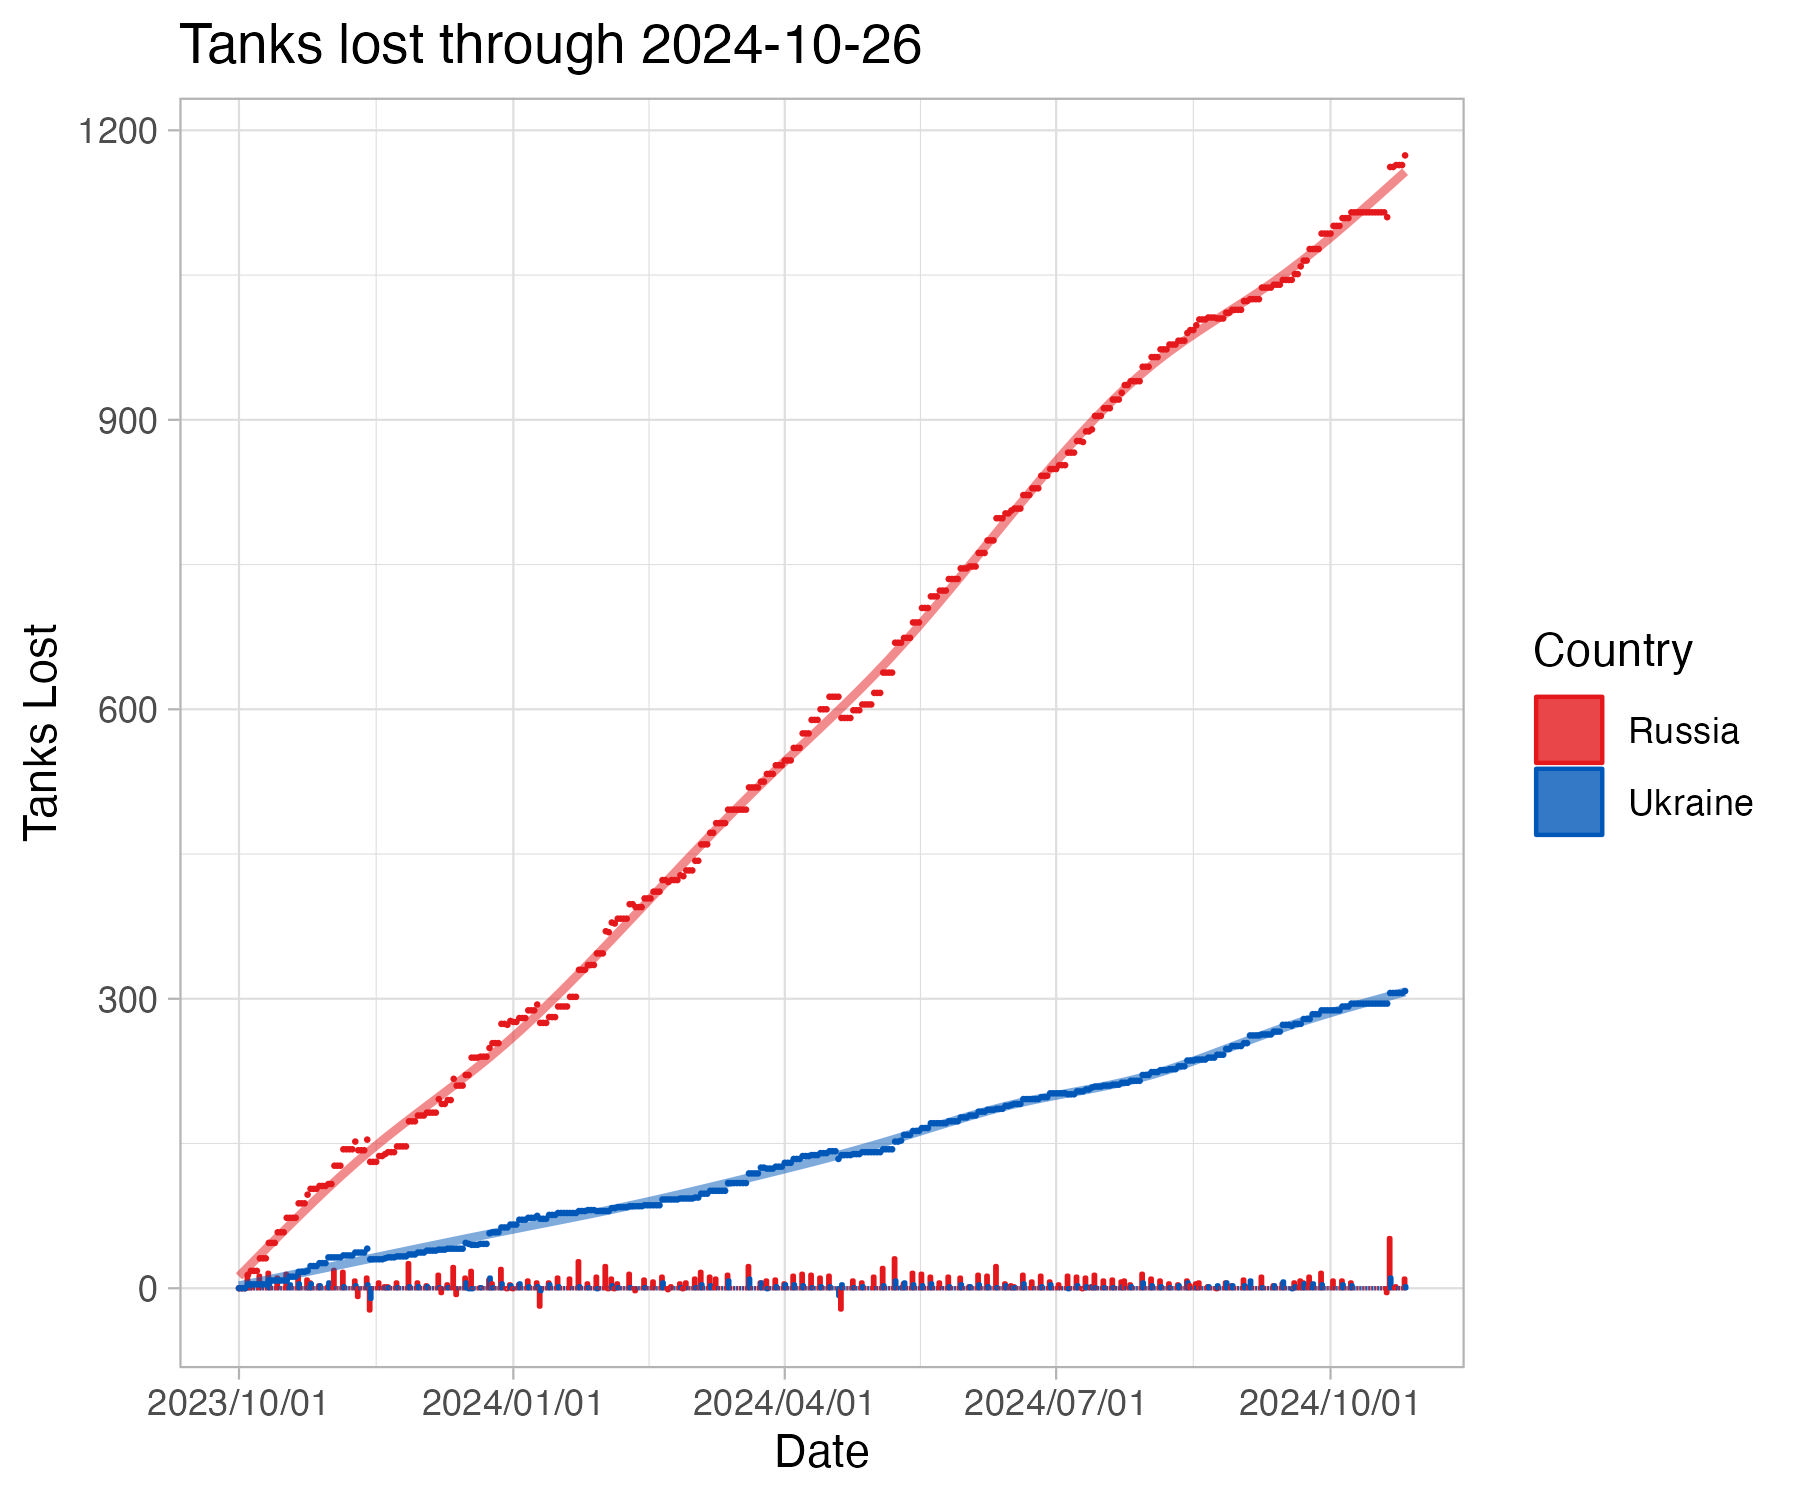 Tanks lost through 2024-10-26
1200
900
600
300
0
Tanks Lost
2023/10/01
2024/01/01
2024/04/01
2024/07/01
2024/10/01
Date
Country
Russia
Ukraine